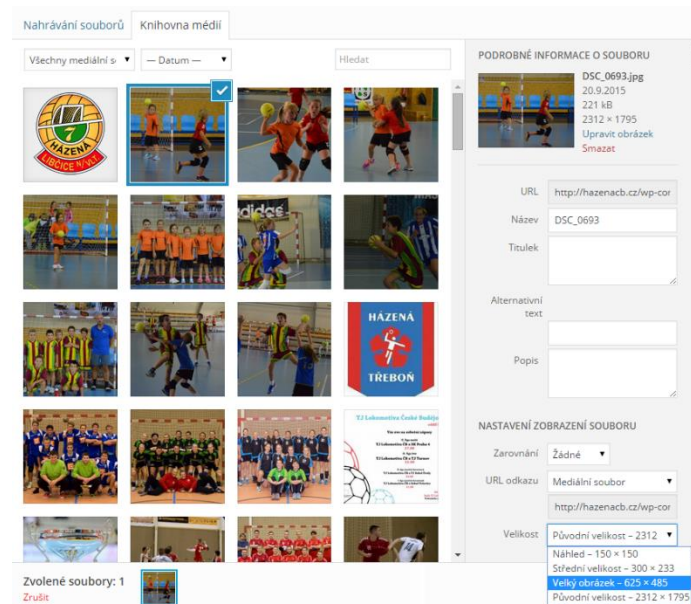 Nahrávání souborů
Knihovna médií
Všechny mediální s
— Datum —
Hledat
HÁZENÁ
LIBČICE N/VLT.
adidas
HÁZENÁ
TŘEBOŇ
TJ Lokomotiva České Buděj
PODROBNÉ INFORMACE O SOUBORU
DSC_0693.jpg
20.9.2015
221 kB
2312 × 1795
Upravit obrázek
Smazat
URL
http://hazenacb.cz/wp-cor
Název
DSC_0693
Titulek
Alternativní
text
Popis
NASTAVENÍ ZOBRAZENÍ SOUBORU
Zarovnání
Žádné
URL odkazu
Mediální soubor
http://hazenacb.cz/wp-cor
Velikost
Původní velikost – 2312
Náhled – 150 × 150
Střední velikost – 300 × 233
Velký obrázek – 625 × 485
Původní velikost – 2312 × 1795
Zvolené soubory: 1
Zrušit